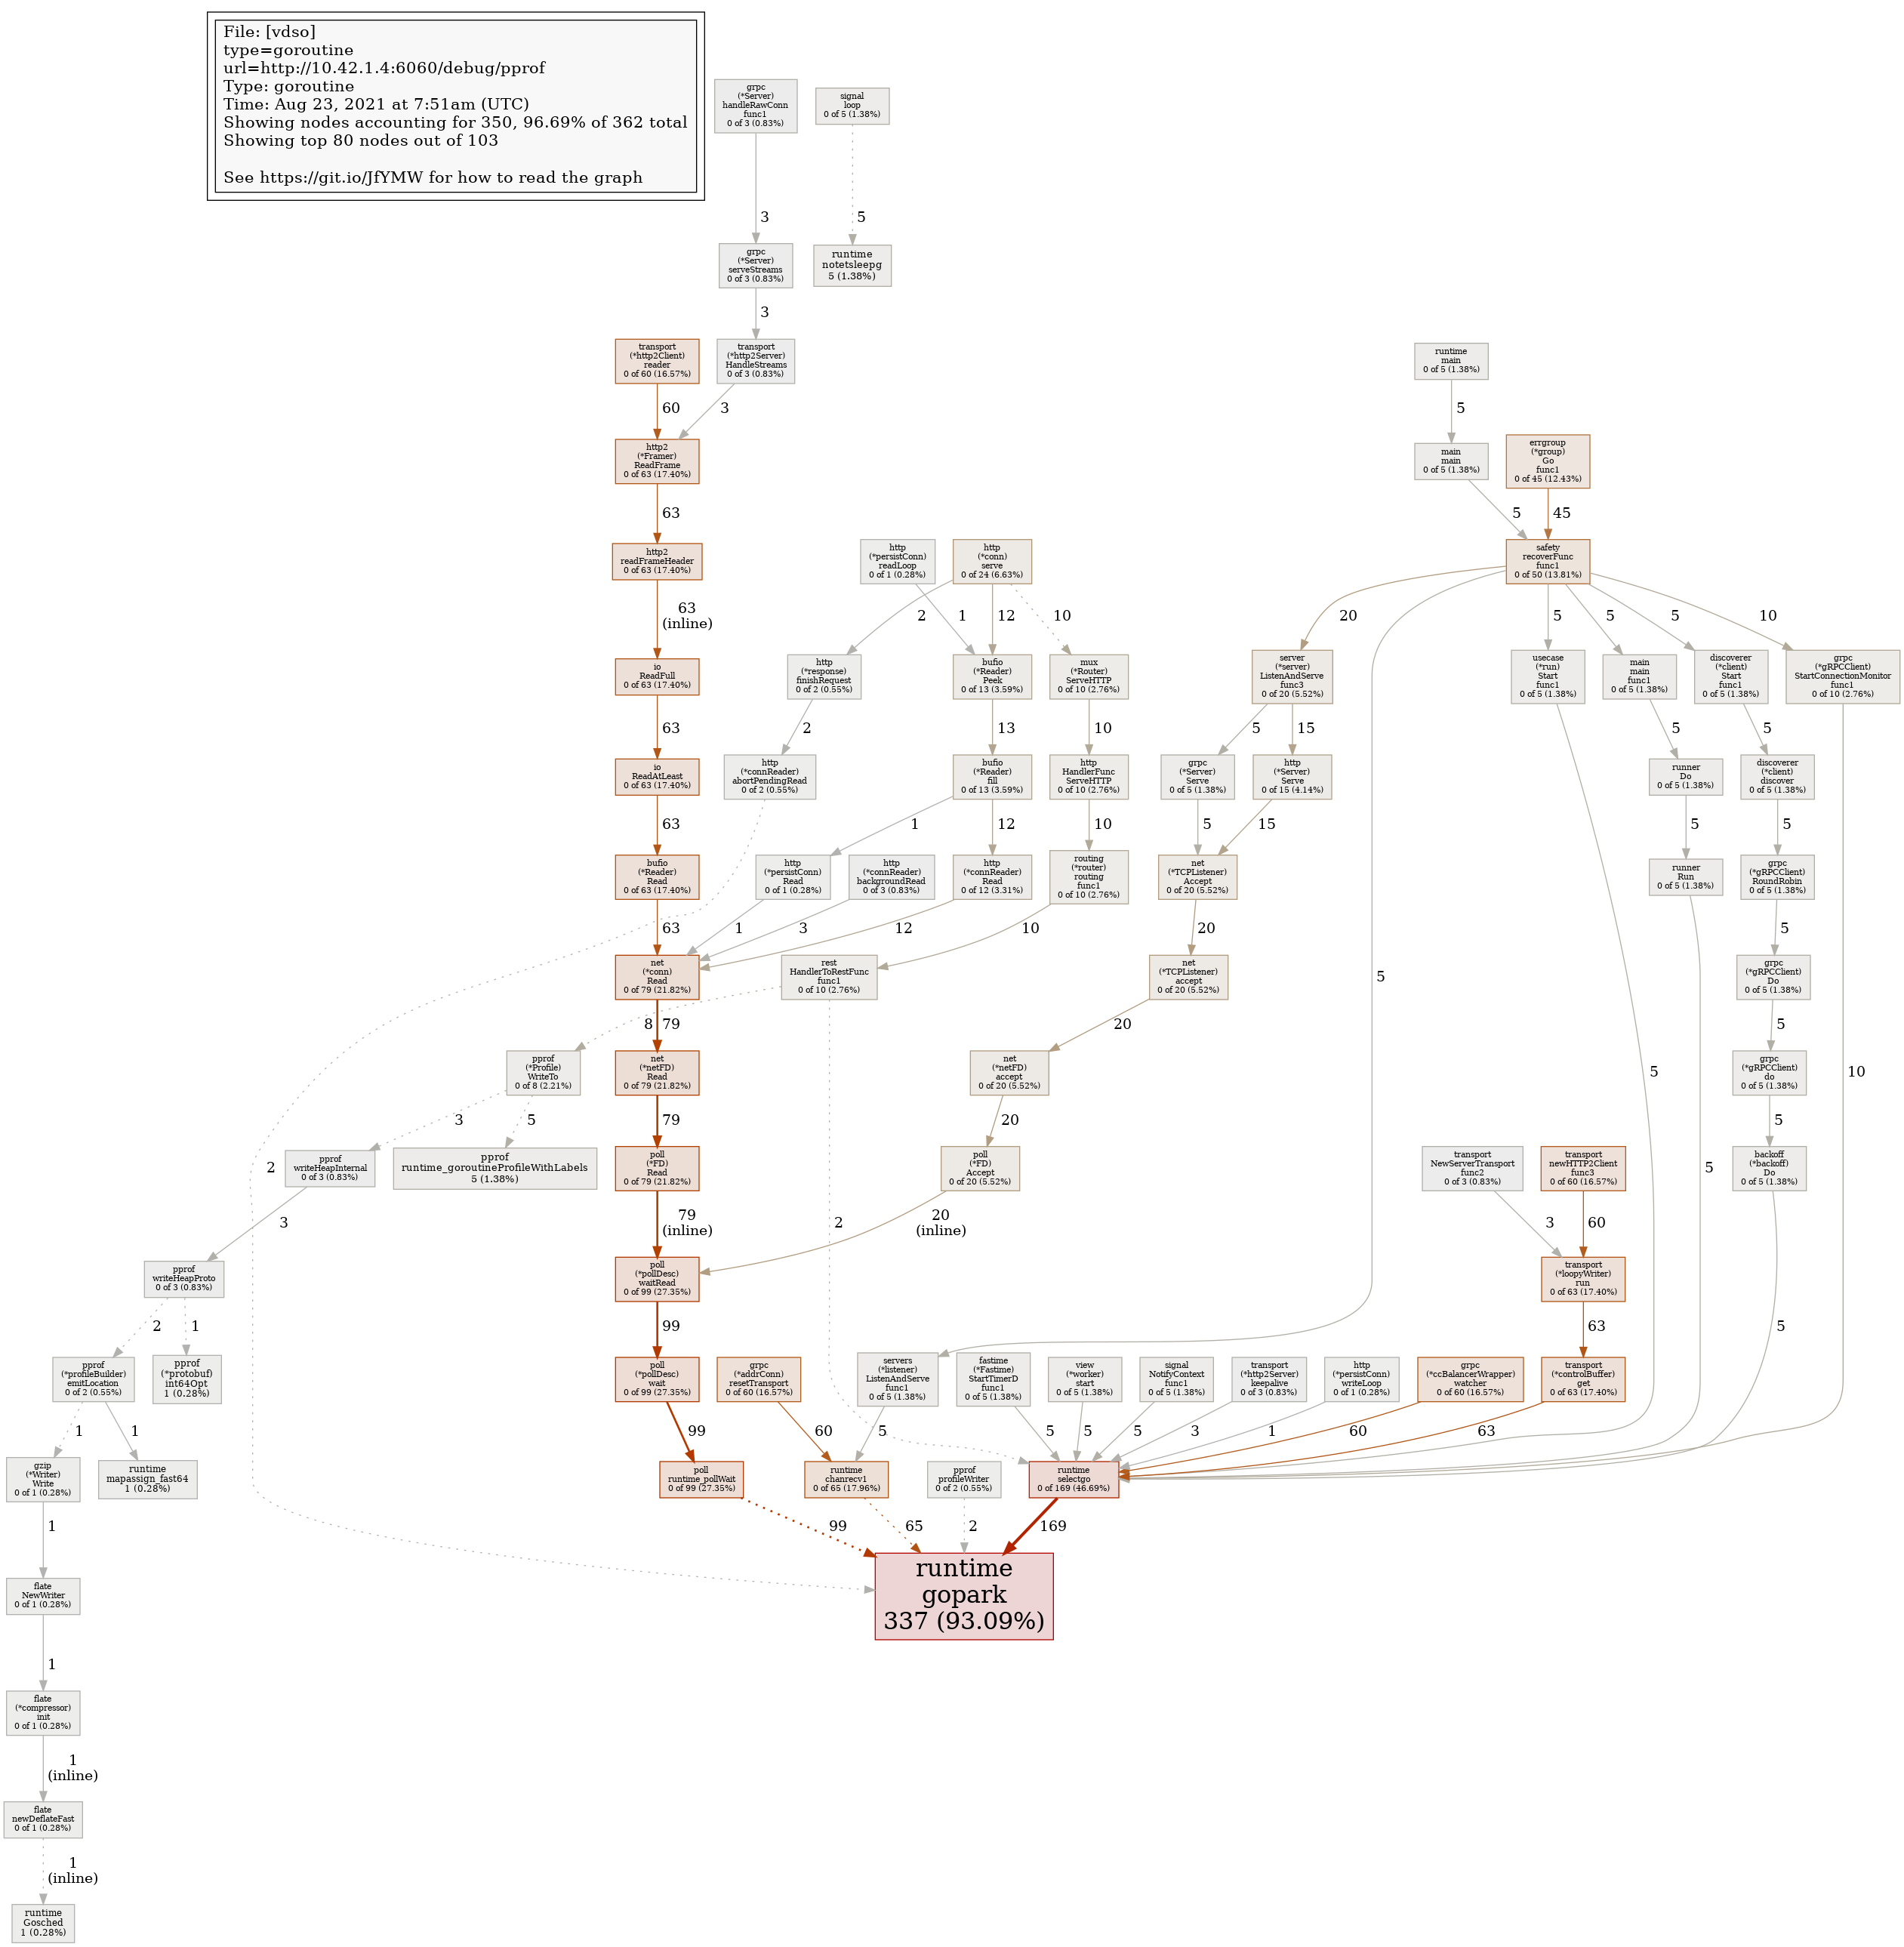 File: [vdso]
type=goroutine
url=http://10.42.1.4:6060/debug/pprof
Type: goroutine
Time: Aug 23, 2021 at 7:51am (UTC)
Showing nodes accounting for 350, 96.69% of 362 total
Showing top 80 nodes out of 103
See https://git.io/JfYMW for how to read the graph
grpc
(*Server)
handleRawConn
func1
0 of 3 (0.83%)
signal
loop
0 of 5 (1.38%)
3
5
grpc
(*Server)
serveStreams
0 of 3 (0.83%)
runtime
notetsleepg
5 (1.38%)
3
transport
(*http2Client)
reader
0 of 60 (16.57%)
transport
(*http2Server)
HandleStreams
0 of 3 (0.83%)
runtime
main
0 of 5 (1.38%)
60
3
5
http2
(*Framer)
ReadFrame
0 of 63 (17.40%)
main
main
0 of 5 (1.38%)
errgroup
(*group)
Go
func1
0 of 45 (12.43%)
63
5
45
http2
readFrameHeader
0 of 63 (17.40%)
http
(*persistConn)
readLoop
0 of 1 (0.28%)
http
(*conn)
serve
0 of 24 (6.63%)
safety
recoverFunc
func1
0 of 50 (13.81%)
63
(inline)
2
1
12
10
20
5
5
5
10
io
ReadFull
0 of 63 (17.40%)
http
(*response)
finishRequest
0 of 2 (0.55%)
bufio
(*Reader)
Peek
0 of 13 (3.59%)
mux
(*Router)
ServeHTTP
0 of 10 (2.76%)
server
(*server)
ListenAndServe
func3
0 of 20 (5.52%)
usecase
(*run)
Start
func1
0 of 5 (1.38%)
main
main
func1
0 of 5 (1.38%)
discoverer
(*client)
Start
func1
0 of 5 (1.38%)
grpc
(*gRPCClient)
StartConnectionMonitor
func1
0 of 10 (2.76%)
63
2
13
10
5
15
5
5
io
ReadAtLeast
0 of 63 (17.40%)
http
(*connReader)
abortPendingRead
0 of 2 (0.55%)
bufio
(*Reader)
fill
0 of 13 (3.59%)
http
HandlerFunc
ServeHTTP
0 of 10 (2.76%)
grpc
(*Server)
Serve
0 of 5 (1.38%)
http
(*Server)
Serve
0 of 15 (4.14%)
runner
Do
0 of 5 (1.38%)
discoverer
(*client)
discover
0 of 5 (1.38%)
63
1
12
10
5
15
5
5
bufio
(*Reader)
Read
0 of 63 (17.40%)
http
(*persistConn)
Read
0 of 1 (0.28%)
http
(*connReader)
backgroundRead
0 of 3 (0.83%)
http
(*connReader)
Read
0 of 12 (3.31%)
routing
(*router)
routing
func1
0 of 10 (2.76%)
net
(*TCPListener)
Accept
0 of 20 (5.52%)
runner
Run
0 of 5 (1.38%)
grpc
(*gRPCClient)
RoundRobin
0 of 5 (1.38%)
63
1
3
12
10
20
5
net
(*conn)
Read
0 of 79 (21.82%)
rest
HandlerToRestFunc
func1
0 of 10 (2.76%)
net
(*TCPListener)
accept
0 of 20 (5.52%)
5
grpc
(*gRPCClient)
Do
0 of 5 (1.38%)
8
79
20
5
pprof
(*Profile)
WriteTo
0 of 8 (2.21%)
net
(*netFD)
Read
0 of 79 (21.82%)
net
(*netFD)
accept
0 of 20 (5.52%)
5
10
grpc
(*gRPCClient)
do
0 of 5 (1.38%)
3
5
79
20
5
2
pprof
writeHeapInternal
0 of 3 (0.83%)
pprof
runtime_goroutineProfileWithLabels
5 (1.38%)
poll
(*FD)
Read
0 of 79 (21.82%)
poll
(*FD)
Accept
0 of 20 (5.52%)
transport
NewServerTransport
func2
0 of 3 (0.83%)
transport
newHTTP2Client
func3
0 of 60 (16.57%)
5
backoff
(*backoff)
Do
0 of 5 (1.38%)
3
79
(inline)
2
20
(inline)
3
60
pprof
writeHeapProto
0 of 3 (0.83%)
poll
(*pollDesc)
waitRead
0 of 99 (27.35%)
transport
(*loopyWriter)
run
0 of 63 (17.40%)
2
1
99
63
5
pprof
(*profileBuilder)
emitLocation
0 of 2 (0.55%)
pprof
(*protobuf)
int64Opt
1 (0.28%)
poll
(*pollDesc)
wait
0 of 99 (27.35%)
grpc
(*addrConn)
resetTransport
0 of 60 (16.57%)
servers
(*listener)
ListenAndServe
func1
0 of 5 (1.38%)
fastime
(*Fastime)
StartTimerD
func1
0 of 5 (1.38%)
view
(*worker)
start
0 of 5 (1.38%)
signal
NotifyContext
func1
0 of 5 (1.38%)
transport
(*http2Server)
keepalive
0 of 3 (0.83%)
http
(*persistConn)
writeLoop
0 of 1 (0.28%)
grpc
(*ccBalancerWrapper)
watcher
0 of 60 (16.57%)
transport
(*controlBuffer)
get
0 of 63 (17.40%)
1
1
99
60
5
5
5
5
3
1
60
63
gzip
(*Writer)
Write
0 of 1 (0.28%)
runtime
mapassign_fast64
1 (0.28%)
poll
runtime_pollWait
0 of 99 (27.35%)
runtime
chanrecv1
0 of 65 (17.96%)
pprof
profileWriter
0 of 2 (0.55%)
runtime
selectgo
0 of 169 (46.69%)
1
99
65
2
169
flate
NewWriter
0 of 1 (0.28%)
runtime
gopark
337 (93.09%)
1
flate
(*compressor)
init
0 of 1 (0.28%)
1
(inline)
flate
newDeflateFast
0 of 1 (0.28%)
1
(inline)
runtime
Gosched
1 (0.28%)